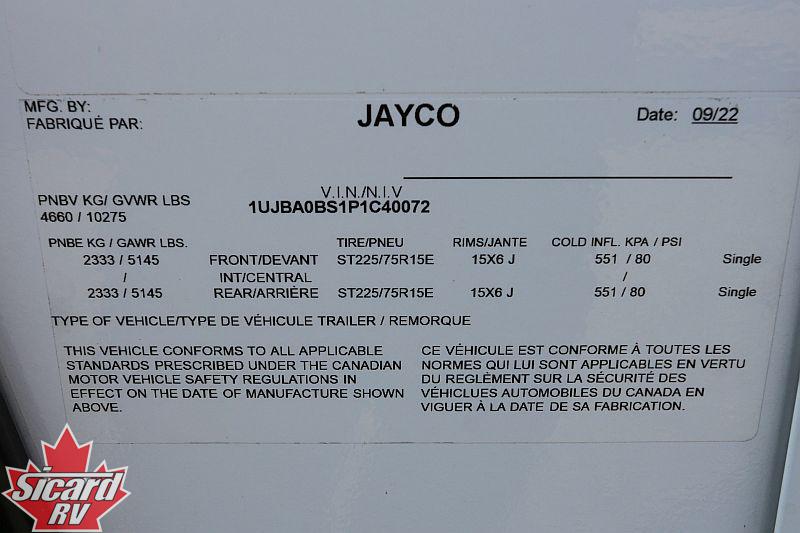 MFG. BY:
FABRIQUÉ PAR:
JAYCO
Date: 09/22
PNBV KG/ GVWR LBS
4660 / 10275
V.I.N./N.I.V
1UJBA0BS1P1C40072
PNBE KG / GAWR LBS. TIRE/PNEU RIMS/JANTE COLD INFL. KPA / PSI
2333 / 5145 FRONT/DEVANT ST225/75R15E 15X6 J 551 / 80 Single
/ INT/CENTRAL /
2333 / 5145 REAR/ARRIÈRE ST225/75R15E 15X6 J 551 / 80 Single
TYPE OF VEHICLE/TYPE DE VÉHICULE TRAILER / REMORQUE
THIS VEHICLE CONFORMS TO ALL APPLICABLE
STANDARDS PRESCRIBED UNDER THE CANADIAN
MOTOR VEHICLE SAFETY REGULATIONS IN
EFFECT ON THE DATE OF MANUFACTURE SHOWN
ABOVE.
CE VÉHICULE EST CONFORME À TOUTES LES
NORMES QUI LUI SONT APPLICABLES EN VERTU
DU REGLÈMENT SUR LA SÉCURITÉ DES
VÉHICLUES AUTOMOBILES DU CANADA EN
VIGUER À LA DATE DE SA FABRICATION.
Sicard
RV